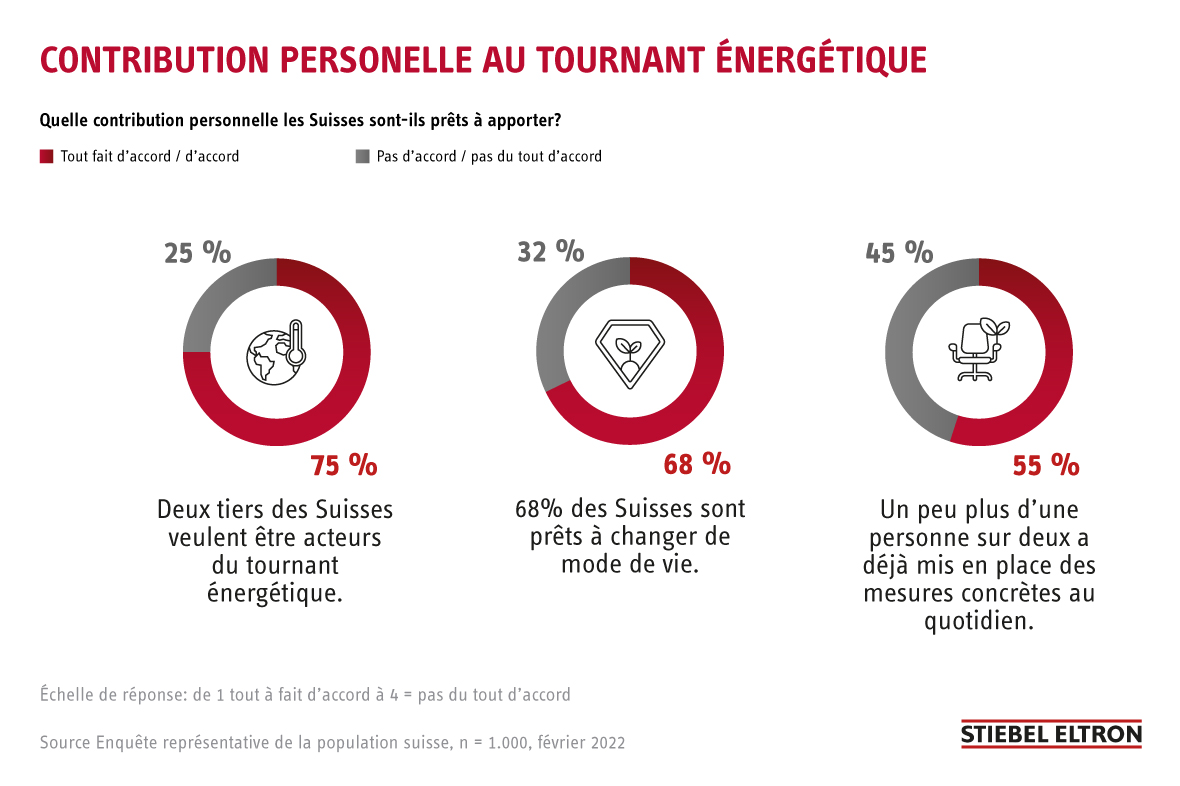 CONTRIBUTION PERSONELLE AU TOURNANT ÉNERGÉTIQUE
Quelle contribution personnelle les Suisses sont-ils prêts à apporter?
Tout fait d'accord / d'accord
Pas d'accord / pas du tout d'accord
25 %
75 %
Deux tiers des Suisses
veulent être acteurs
du tournant
énergétique.
32 %
68 %
68% des Suisses sont
prêts à changer de
mode de vie.
45 %
55 %
Un peu plus d'une
personne sur deux a
déjà mis en place des
mesures concrètes au
quotidien.
Échelle de réponse: de 1 tout à fait d'accord à 4 = pas du tout d'accord
Source Enquête représentative de la population suisse, n = 1.000, février 2022
STIEBEL ELTRON